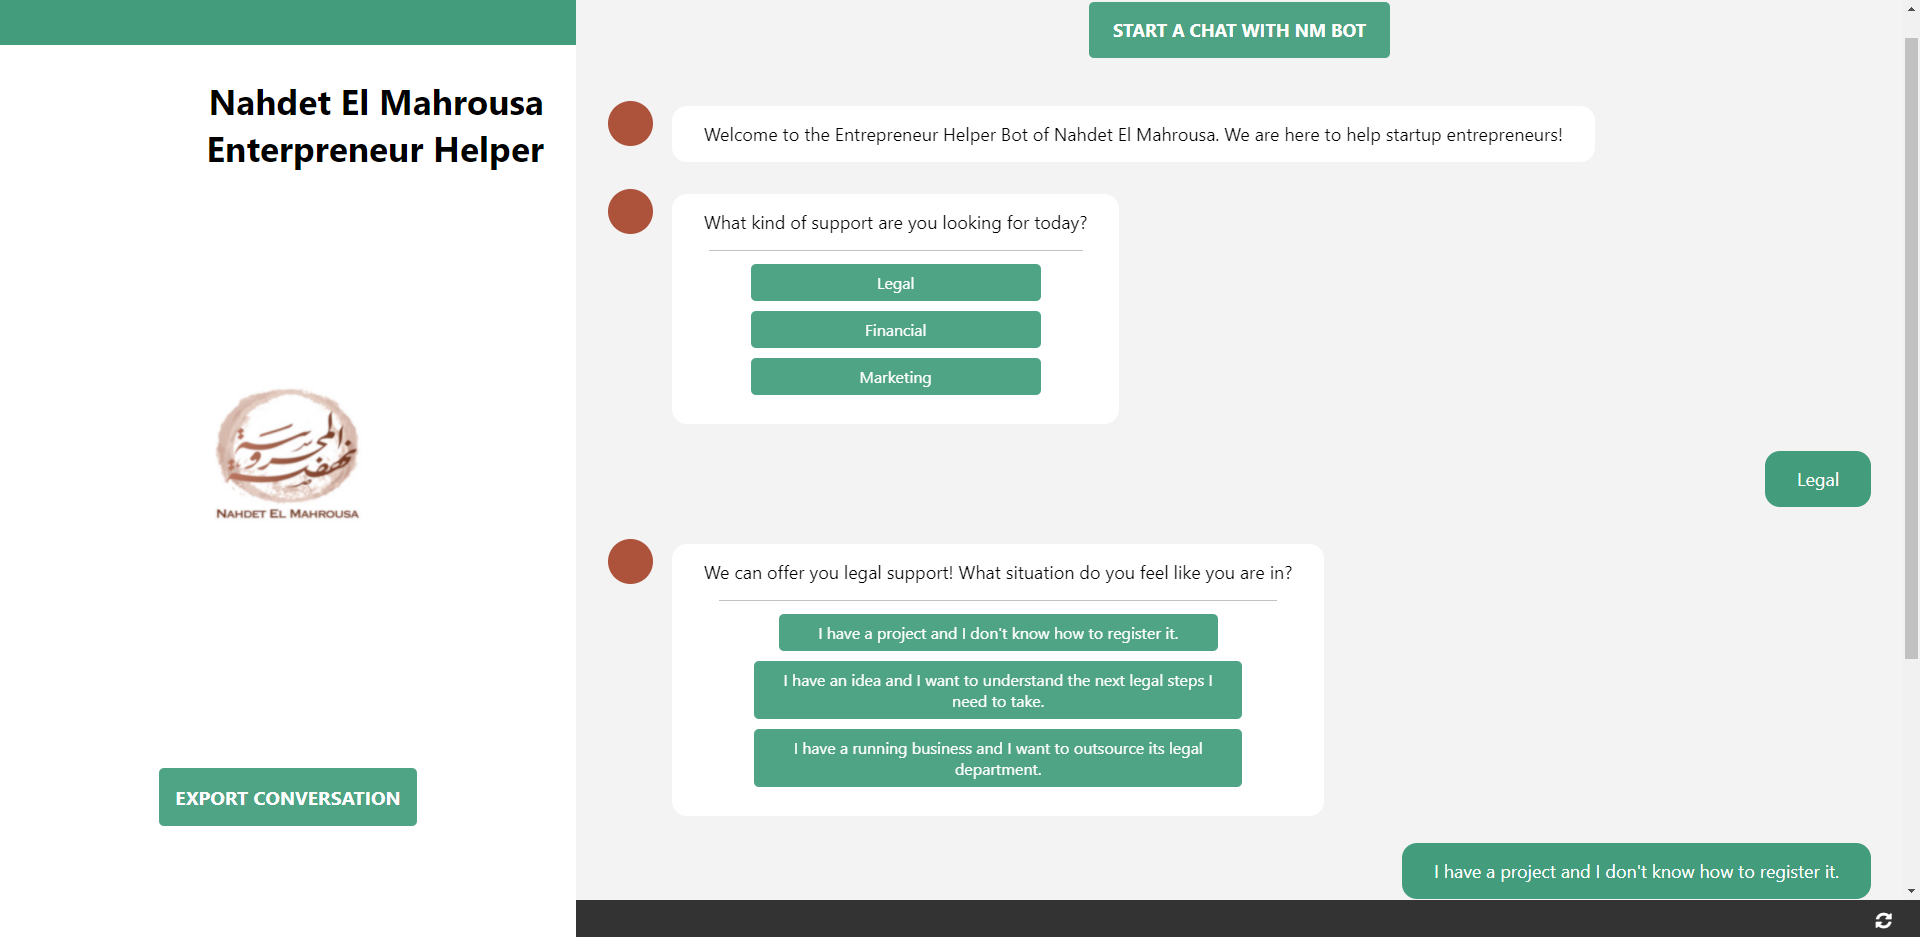 Nahdet El Mahrousa
Enterpreneur Helper
نهضة المحروسة
NAHDET EL MAHROUSA
EXPORT CONVERSATION
START A CHAT WITH NM BOT
Welcome to the Entrepreneur Helper Bot of Nahdet El Mahrousa. We are here to help startup entrepreneurs!
What kind of support are you looking for today?
Legal
Financial
Marketing
Legal
We can offer you legal support! What situation do you feel like you are in?
I have a project and I don't know how to register it.
I have an idea and I want to understand the next legal steps I
need to take.
I have a running business and I want to outsource its legal
department.
I have a project and I don't know how to register it.